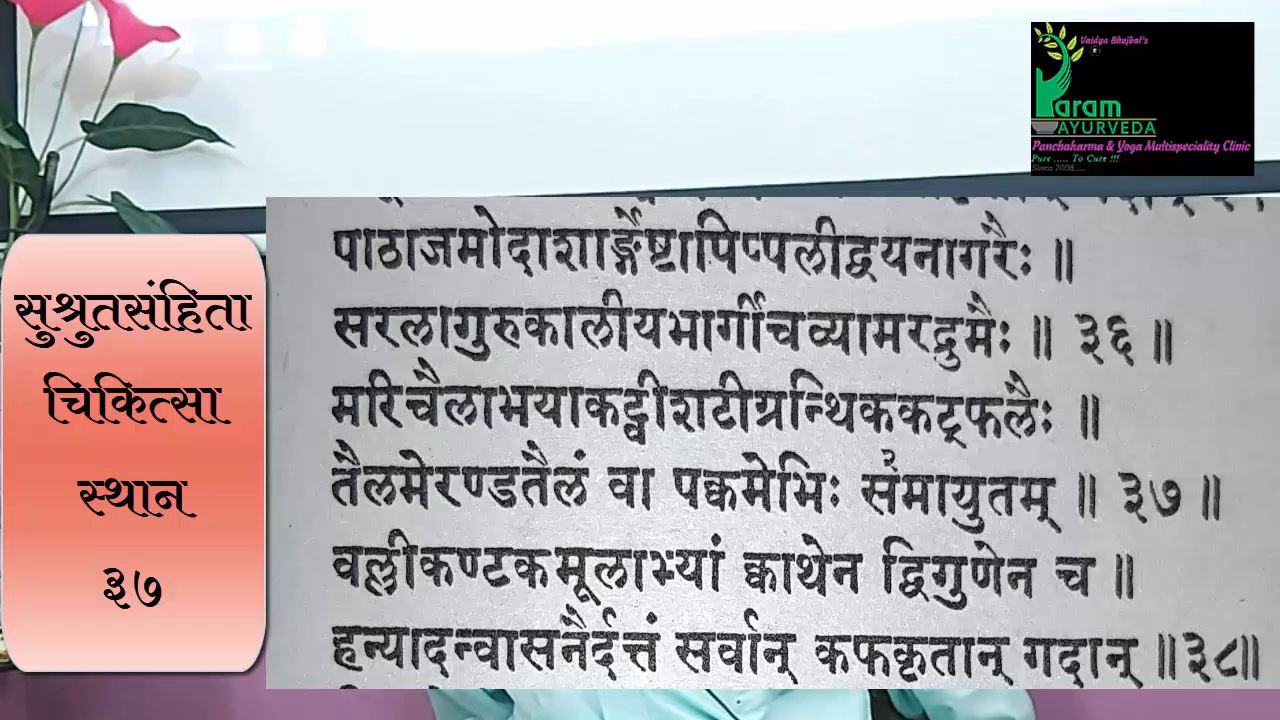 Vaidya Bhujbal's
Param
AYURVEDA
Panchakarma & Yoga Multispeciality Clinic
Pure ..... To Cure !!!
Since 2008....
सुश्रुतसंहिता
चिकित्सा
स्थान
३७
पाठाजमोदाशार्ङ्गेष्टापिप्पलीद्वयनागरैः ॥
सरलागुरुकालीयभार्गीचव्यामरद्रुमैः ॥ ३६ ॥
मरिचैलाभयाकट्वीशटीग्रन्थिककट्फलैः ॥
तैलमेरण्डतैलं वा पक्वमेभिः समायुतम् ॥ ३७ ॥
वल्लीकण्टकमूलाभ्यां क्वाथेन द्विगुणेन च ॥
हन्यादन्वासनैर्दत्तं सर्वान् कफकृतान् गदान् ॥३८॥